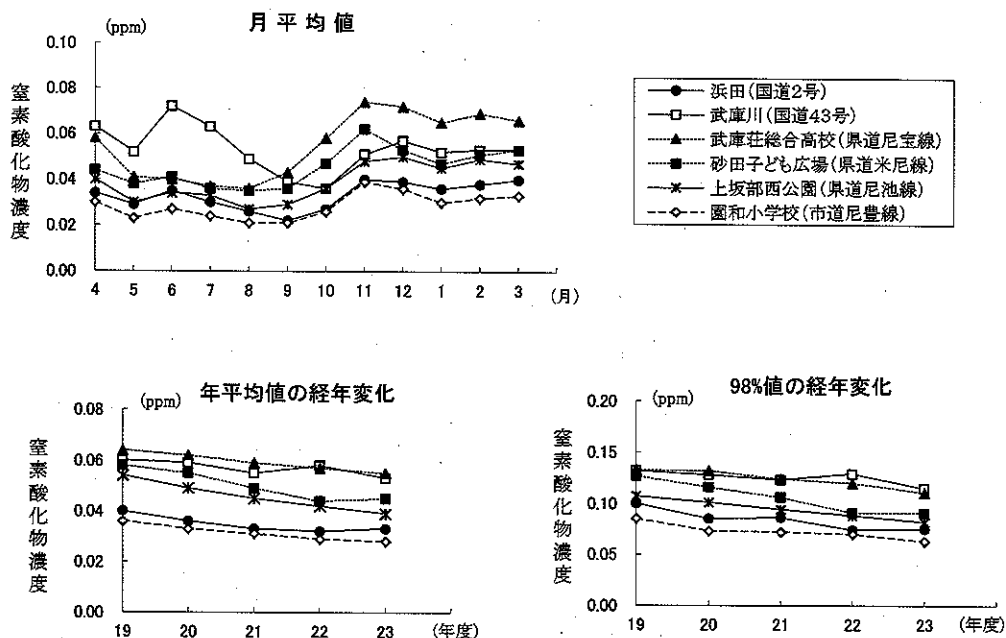 月平均値
(ppm)
0.10
0.08
0.06
0.04
0.02
0.00
窒素酸化物濃度
4 5 6 7 8 9 10 11 12 1 2 3 (月)
浜田(国道2号)
武庫川(国道43号)
武庫荘総合高校(県道尼宝線)
砂田子ども広場(県道米尼線)
上坂部西公園(県道尼池線)
園和小学校(市道尼豊線)
年平均値の経年変化
(ppm)
0.08
0.06
0.04
0.02
0.00
窒素酸化物濃度
19 20 21 22 23 (年度)
98%値の経年変化
(ppm)
0.20
0.15
0.10
0.05
0.00
窒素酸化物濃度
19 20 21 22 23 (年度)